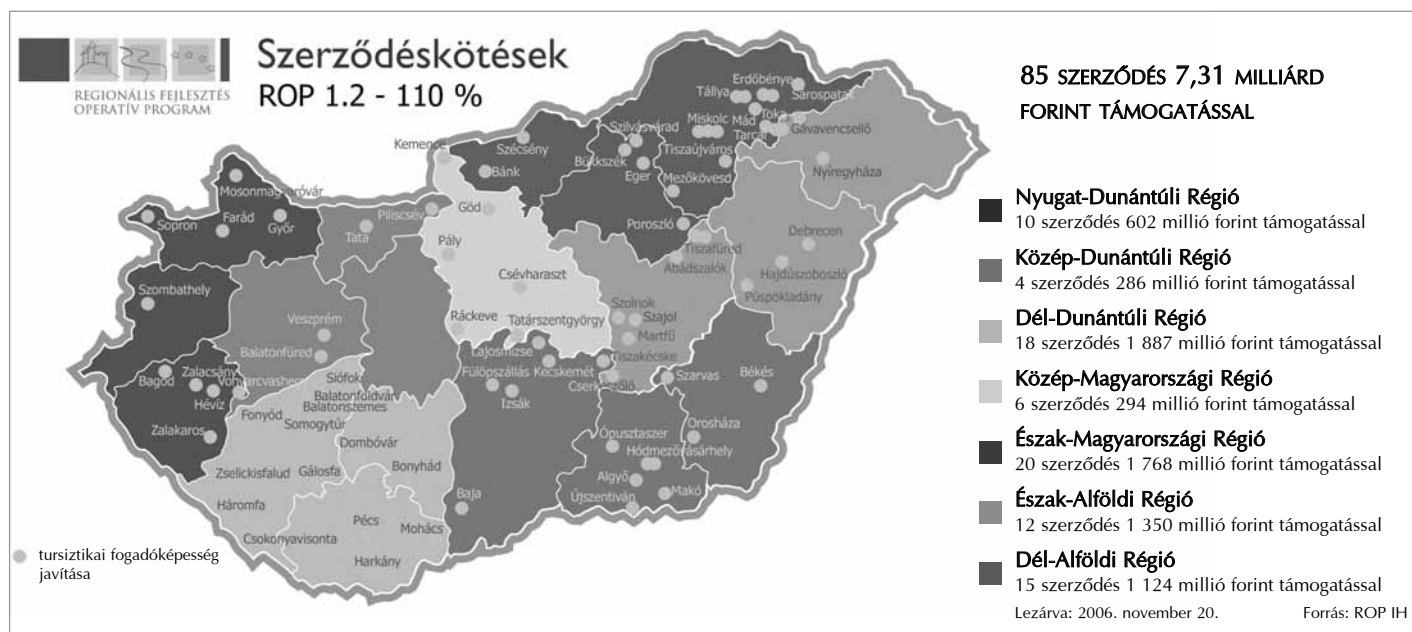 REGIONÁLIS FEJLESZTÉS
OPERATÍV PROGRAM
Szerződéskötések
ROP 1.2 - 110 %
85 SZERZŐDÉS 7,31 MILLIÁRD
FORINT TÁMOGATÁSSAL
Nyugat-Dunántúli Régió
10 szerződés 602 millió forint támogatással
Közép-Dunántúli Régió
4 szerződés 286 millió forint támogatással
Dél-Dunántúli Régió
18 szerződés 1 887 millió forint támogatással
Közép-Magyarországi Régió
6 szerződés 294 millió forint támogatással
Észak-Magyarországi Régió
20 szerződés 1 768 millió forint támogatással
Észak-Alföldi Régió
12 szerződés 1 350 millió forint támogatással
Dél-Alföldi Régió
15 szerződés 1 124 millió forint támogatással
Lezárva: 2006. november 20.
Forrás: ROP IH
Erdőbénye
Sárospatak
Tállya
Mád
Tarcal
Gávavencsellő
Miskolc
Szilvásvárad
Tiszaújváros
Bükkszék
Eger
Mezőkövesd
Nyíregyháza
Kemence
Szécsény
Bánk
Mosonmagyaróvár
Sopron
Farád
Győr
Piliscsév
Tata
Göd
Pály
Csévharaszt
Poroszló
Tiszafüred
Abádszalók
Debrecen
Hajdúszoboszló
Püspökladány
Szombathely
Veszprém
Balatonfüred
Ráckeve
Tatárszentgyörgy
Szolnok
Szajol
Martfű
Tiszakécske
Lajosmizse
Kecskemét
Fülöpszállás
Izsák
Szarvas
Békés
Bagod
Zalacsány
Hévíz
Zalakaros
Siófok
Balatonföldvár
Balatonszemes
Fonyód
Somogytúr
Dombóvár
Zselickisfalud
Gálosfa
Bonyhád
Háromfa
Csokonyavisonta
Pécs
Mohács
Harkány
Baja
Orosháza
Ópusztaszer
Hódmezővásárhely
Algyő
Makó
Újszentiván
tursiztikai fogadóképesség
javítása